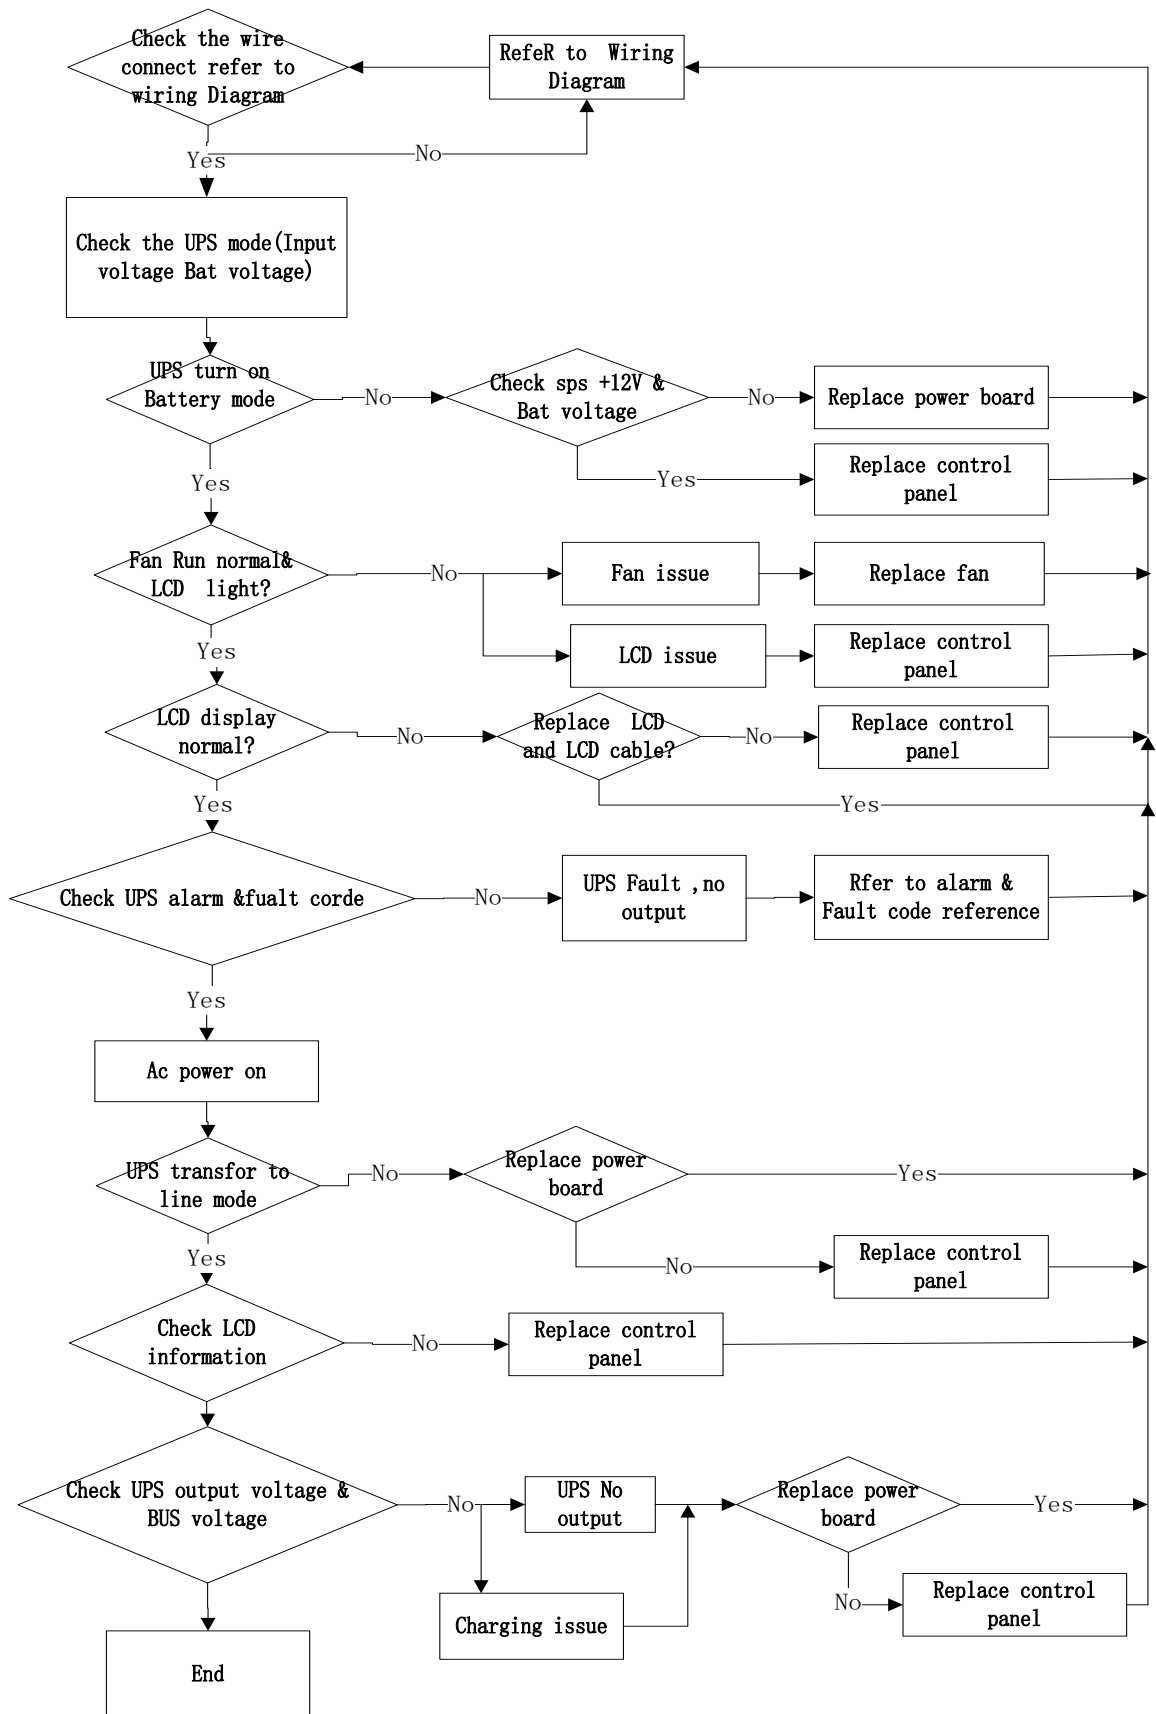 Check the wire
connect refer to
wiring Diagram
RefeR to  Wiring
Diagram
Yes
No
Check the UPS mode(Input
voltage Bat voltage)
UPS turn on
Battery mode
No
Check sps +12V &
Bat voltage
No
Replace power board
Yes
Replace control
panel
Yes
Fan Run normal&
LCD  light?
No
Fan issue
Replace fan
LCD issue
Replace control
panel
Yes
LCD display
normal?
No
Replace  LCD
and LCD cable?
No
Replace control
panel
Yes
Yes
Check UPS alarm &fualt corde
No
UPS Fault ,no
output
Rfer to alarm &
Fault code reference
Yes
Ac power on
UPS transfor to
line mode
No
Replace power
board
Yes
No
Replace control
panel
Yes
Check LCD
information
No
Replace control
panel
Check UPS output voltage &
BUS voltage
No
UPS No
output
Charging issue
Replace power
board
Yes
No
Replace control
panel
End